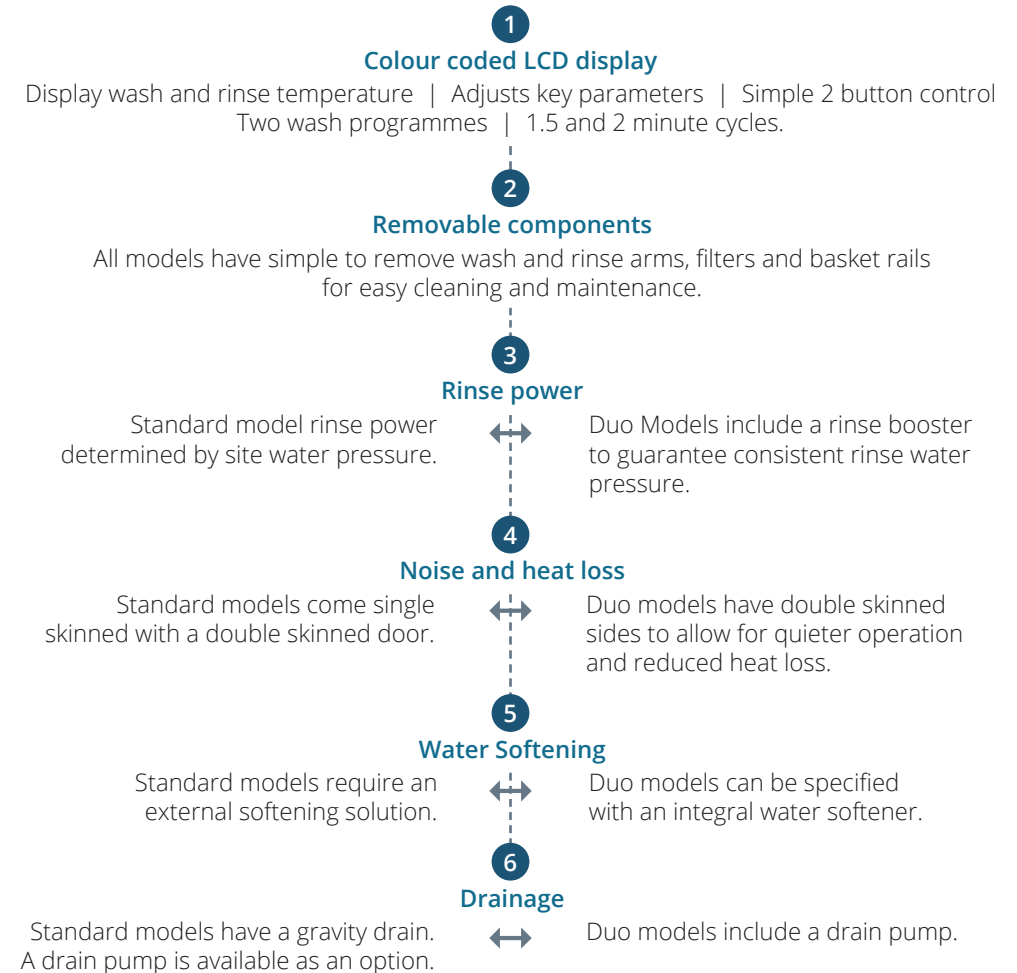 1
Colour coded LCD display
Display wash and rinse temperature | Adjusts key parameters | Simple 2 button control
Two wash programmes | 1.5 and 2 minute cycles.
2
Removable components
All models have simple to remove wash and rinse arms, filters and basket rails
for easy cleaning and maintenance.
3
Rinse power
Standard model rinse power
determined by site water pressure.
Duo Models include a rinse booster
to guarantee consistent rinse water
pressure.
4
Noise and heat loss
Standard models come single
skinned with a double skinned door.
Duo models have double skinned
sides to allow for quieter operation
and reduced heat loss.
5
Water Softening
Standard models require an
external softening solution.
Duo models can be specified
with an integral water softener.
6
Drainage
Standard models have a gravity drain.
A drain pump is available as an option.
Duo models include a drain pump.